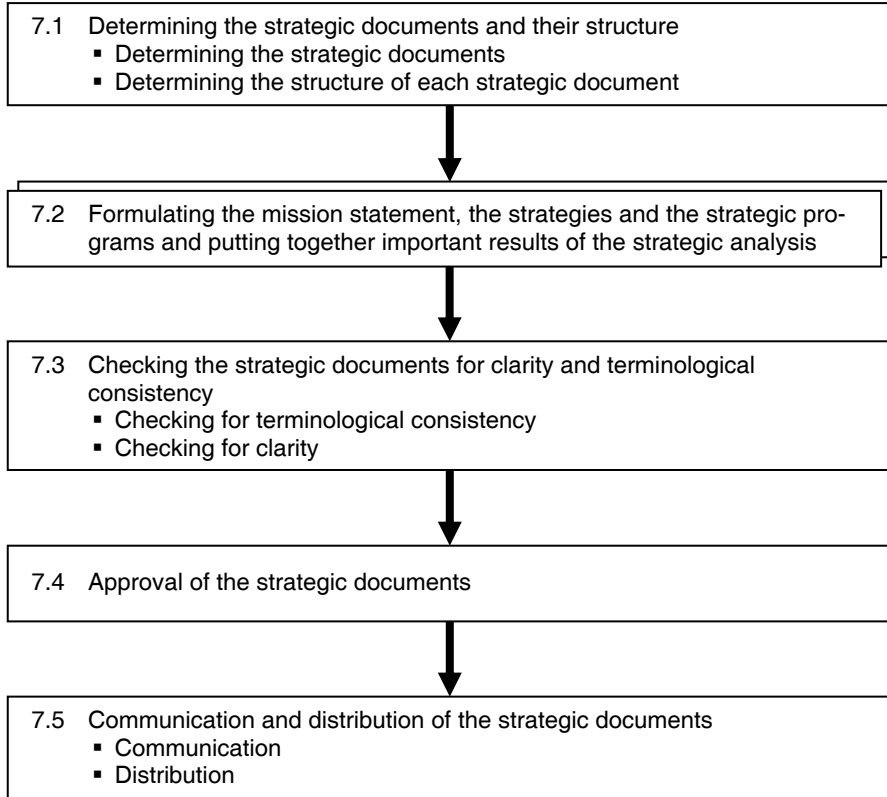 7.1 Determining the strategic documents and their structure
▪ Determining the strategic documents
▪ Determining the structure of each strategic document
7.2 Formulating the mission statement, the strategies and the strategic pro-
grams and putting together important results of the strategic analysis
7.3 Checking the strategic documents for clarity and terminological
consistency
▪ Checking for terminological consistency
▪ Checking for clarity
7.4 Approval of the strategic documents
7.5 Communication and distribution of the strategic documents
▪ Communication
▪ Distribution